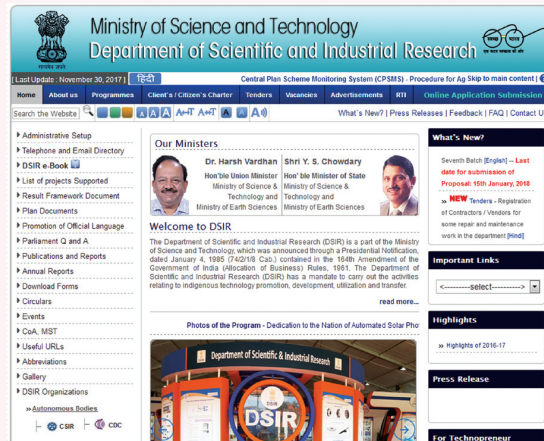 Ministry of Science and Technology
Department of Scientific and Industrial Research
सत्यमेव जयते
एक कदम स्वच्छता की ओर
| Last Update : November 30, 2017 |
हिंदी
Central Plan Scheme Monitoring System (CPSMS) - Procedure for Ag Skip to main content |
Home About us Programmes Client's / Citizen's Charter Tenders Vacancies Advertisements RTI Online Application Submission
Search the Website A A A A A A)
What's New? | Press Releases | Feedback | FAQ | Contact U
Administrative Setup
Telephone and Email Directory
DSIR e-Book
List of projects Supported
Result Framework Document
Plan Documents
Promotion of Official Language
Parliament Q and A
Publications and Reports
Annual Reports
Download Forms
Circulars
Events
CoA, MST
Useful URLs
Abbreviations
Gallery
DSIR Organizations
»Autonomous Bodies
CSIR CDC
Our Ministers
Dr. Harsh Vardhan
Hon'ble Union Minister
Ministry of Science &
Technology and
Ministry of Earth Sciences
Shri Y. S. Chowdary
Hon' ble Minister of State
Ministry of Science &
Technology and
Ministry of Earth Sciences
Welcome to DSIR
The Department of Scientific and Industrial Research (DSIR) is a part of the Ministry
of Science and Technology, which was announced through a Presidential Notification,
dated January 4, 1985 (74/2/1/8 Cab.) contained in the 164th Amendment of the
Government of India (Allocation of Business) Rules, 1961. The Department of
Scientific and Industrial Research (DSIR) has a mandate to carry out the activities
relating to indigenous technology promotion, development, utilization and transfer.
read more...
Photos of the Program - Dedication to the Nation of Automated Solar Pho
Department of Scientific & Industrial Research
DSIR
What's New?
Seventh Batch [English] -- Last
date for submission of
Proposal: 15th January, 2018
» NEW Tenders - Registration
of Contractors / Vendors for
some repair and maintenance
work in the department [Hindi]
Important Links
<---------select---------->
Highlights
» Highlights of 2016-17
Press Release
For Technopreneur